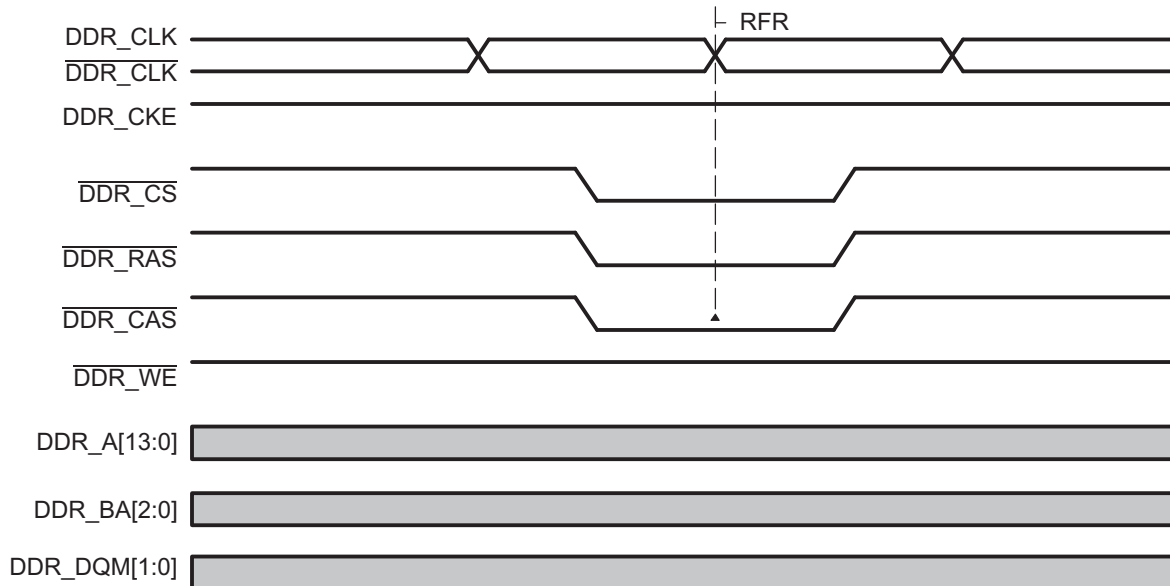 RFR
DDR_CLK
DDR_CLK
DDR_CKE
DDR_CS
DDR_RAS
DDR_CAS
DDR_WE
DDR_A[13:0]
DDR_BA[2:0]
DDR_DQM[1:0]